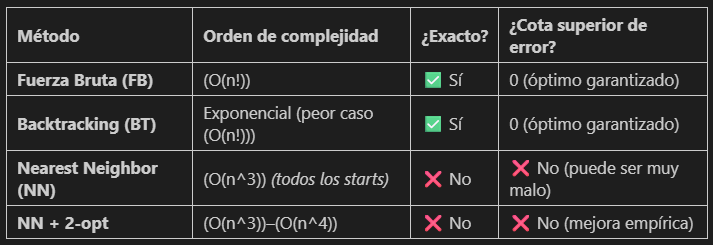 Método Orden de complejidad ¿Exacto? ¿Cota superior de error?
Fuerza Bruta (FB) (O(n!)) ✅ Sí 0 (óptimo garantizado)
Backtracking (BT) Exponencial (peor caso (O(n!))) ✅ Sí 0 (óptimo garantizado)
Nearest Neighbor (NN) (O(n^3)) (todos los starts) ❌ No ❌ No (puede ser muy malo)
NN + 2-opt (O(n^3))–(O(n^4)) ❌ No ❌ No (mejora empírica)